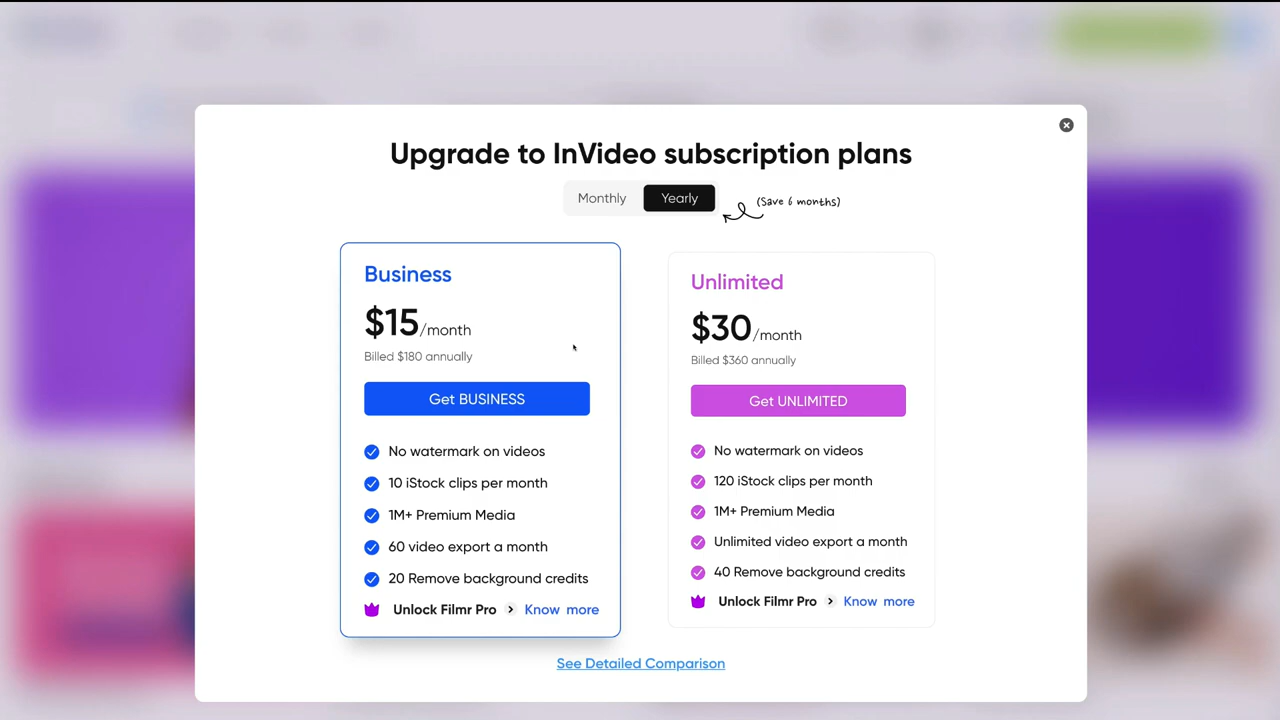 Upgrade to InVideo subscription plans
Monthly
Yearly
(Save 6 months)
Business
$15/month
Billed $180 annually
Get BUSINESS
No watermark on videos
10 iStock clips per month
1M+ Premium Media
60 video export a month
20 Remove background credits
Unlock Filmr Pro > Know more
Unlimited
$30/month
Billed $360 annually
Get UNLIMITED
No watermark on videos
120 iStock clips per month
1M+ Premium Media
Unlimited video export a month
40 Remove background credits
Unlock Filmr Pro > Know more
See Detailed Comparison